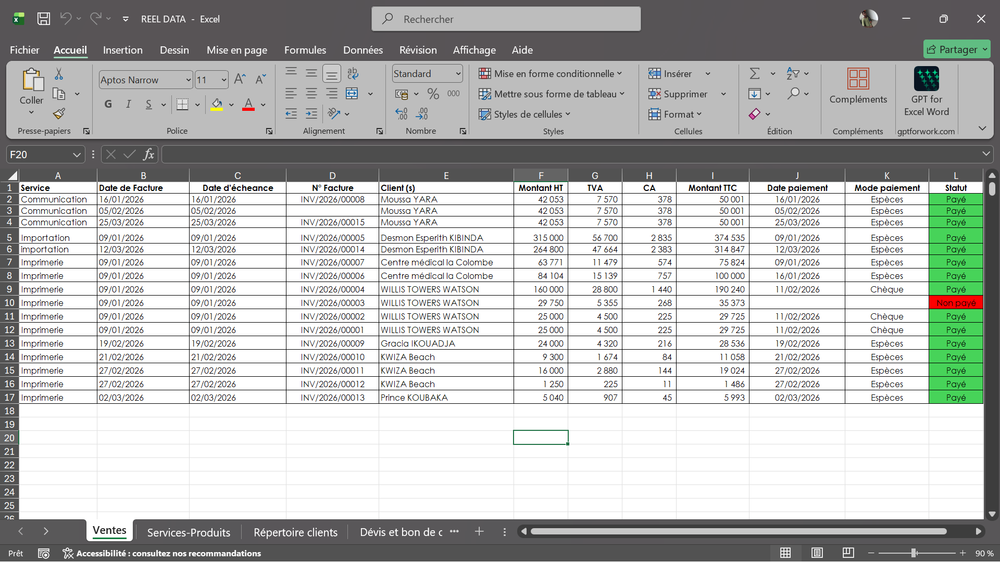 REEL DATA - Excel
Rechercher
Fichier Accueil Insertion Dessin Mise en page Formules Données Révision Affichage Aide
Partager
Coller
Presse-papiers
Aptos Narrow 11
G I S
Police
ab
Alignement
Standard
% 000
Nombre
Mise en forme conditionnelle
Mettre sous forme de tableau
Styles de cellules
Styles
Insérer
Supprimer
Format
Cellules
Édition
Compléments
Compléments
GPT for
Excel Word
gptforwork.com
F20 fx
A B C D E F G H I J K L
1 Service Date de Facture Date d'écheance N° Facture Client (s) Montant HT TVA CA Montant TTC Date paiement Mode paiement Statut
2 Communication 16/01/2026 16/01/2026 INV/2026/00008 Moussa YARA 42 053 7 570 378 50 001 16/01/2026 Espèces Payé
3 Communication 05/02/2026 05/02/2026 Moussa YARA 42 053 7 570 378 50 001 05/02/2026 Espèces Payé
4 Communication 25/03/2026 25/03/2026 INV/2026/00015 Moussa YARA 42 053 7 570 378 50 001 25/03/2026 Espèces Payé
5 Importation 09/01/2026 09/01/2026 INV/2026/00005 Desmon Esperith KIBINDA 315 000 56 700 2 835 374 535 09/01/2026 Espèces Payé
6 importation 12/03/2026 12/03/2026 INV/2026/00014 Desmon Esperith KIBINDA 264 800 47 664 2 383 314 847 12/03/2026 Espèces Payé
7 Imprimerie 09/01/2026 09/01/2026 INV/2026/00007 Centre médical la Colombe 63 771 11 479 574 75 824 09/01/2026 Espèces Payé
8 Imprimerie 09/01/2026 09/01/2026 INV/2026/00006 Centre médical la Colombe 84 104 15 139 757 100 000 16/01/2026 Espèces Payé
9 Imprimerie 09/01/2026 09/01/2026 INV/2026/00004 WILLIS TOWERS WATSON 160 000 28 800 1 440 190 240 11/02/2026 Chèque Payé
10 Imprimerie 09/01/2026 09/01/2026 INV/2026/00003 WILLIS TOWERS WATSON 29 750 5 355 268 35 373 Non payé
11 Imprimerie 09/01/2026 09/01/2026 INV/2026/00002 WILLIS TOWERS WATSON 25 000 4 500 225 29 725 11/02/2026 Chèque Payé
12 Imprimerie 09/01/2026 09/01/2026 INV/2026/00001 WILLIS TOWERS WATSON 25 000 4 500 225 29 725 11/02/2026 Chèque Payé
13 Imprimerie 19/02/2026 19/02/2026 INV/2026/00009 Gracia IKOUADJA 24 000 4 320 216 28 536 19/02/2026 Espèces Payé
14 Imprimerie 21/02/2026 21/02/2026 INV/2026/00010 KWIZA Beach 9 300 1 674 84 11 058 21/02/2026 Espèces Payé
15 Imprimerie 27/02/2026 27/02/2026 INV/2026/00011 KWIZA Beach 16 000 2 880 144 19 024 27/02/2026 Espèces Payé
16 Imprimerie 27/02/2026 27/02/2026 INV/2026/00012 KWIZA Beach 1 250 225 11 1 486 27/02/2026 Espèces Payé
17 Imprimerie 02/03/2026 02/03/2026 INV/2026/00013 Prince KOUBAKA 5 040 907 45 5 993 02/03/2026 Espèces Payé
18
19
20
21
22
23
24
25
26
Ventes Services-Produits Répertoire clients Dévis et bon de c ···
Prêt Accessibilité : consultez nos recommandations 90 %